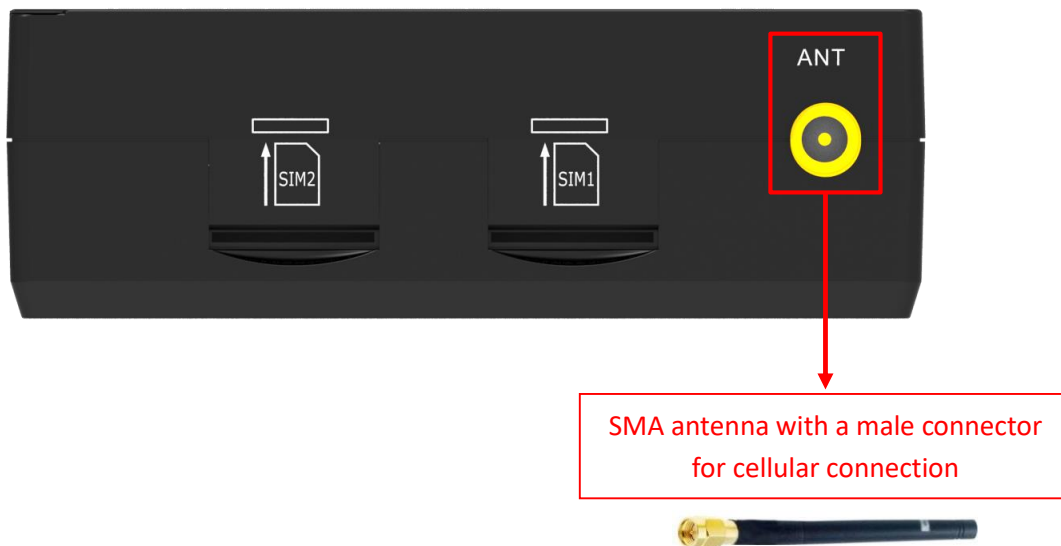 ANT
SIM2
SIM1
SMA antenna with a male connector
for cellular connection